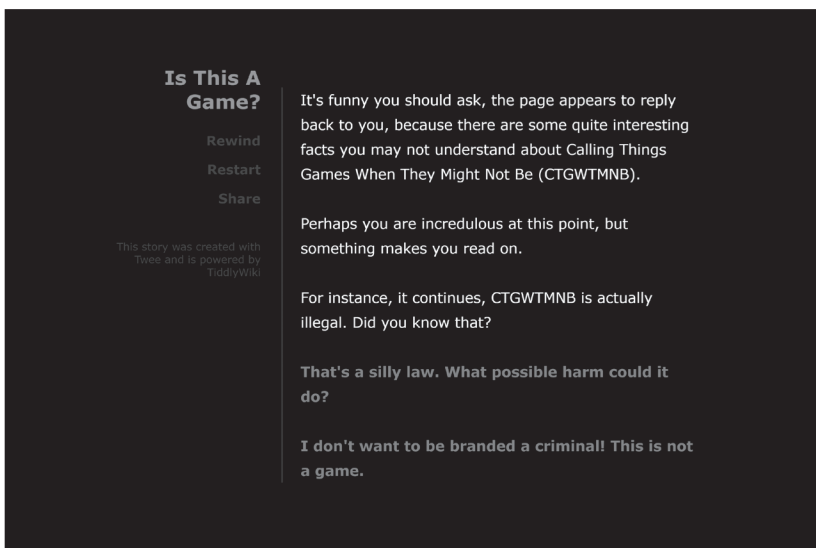 Is This A
Game?
Rewind
Restart
Share
This story was created with
Twee and is powered by
TiddlyWiki
It's funny you should ask, the page appears to reply
back to you, because there are some quite interesting
facts you may not understand about Calling Things
Games When They Might Not Be (CTGWTMNB).
Perhaps you are incredulous at this point, but
something makes you read on.
For instance, it continues, CTGWTMNB is actually
illegal. Did you know that?
That's a silly law. What possible harm could it
do?
I don't want to be branded a criminal! This is not
a game.